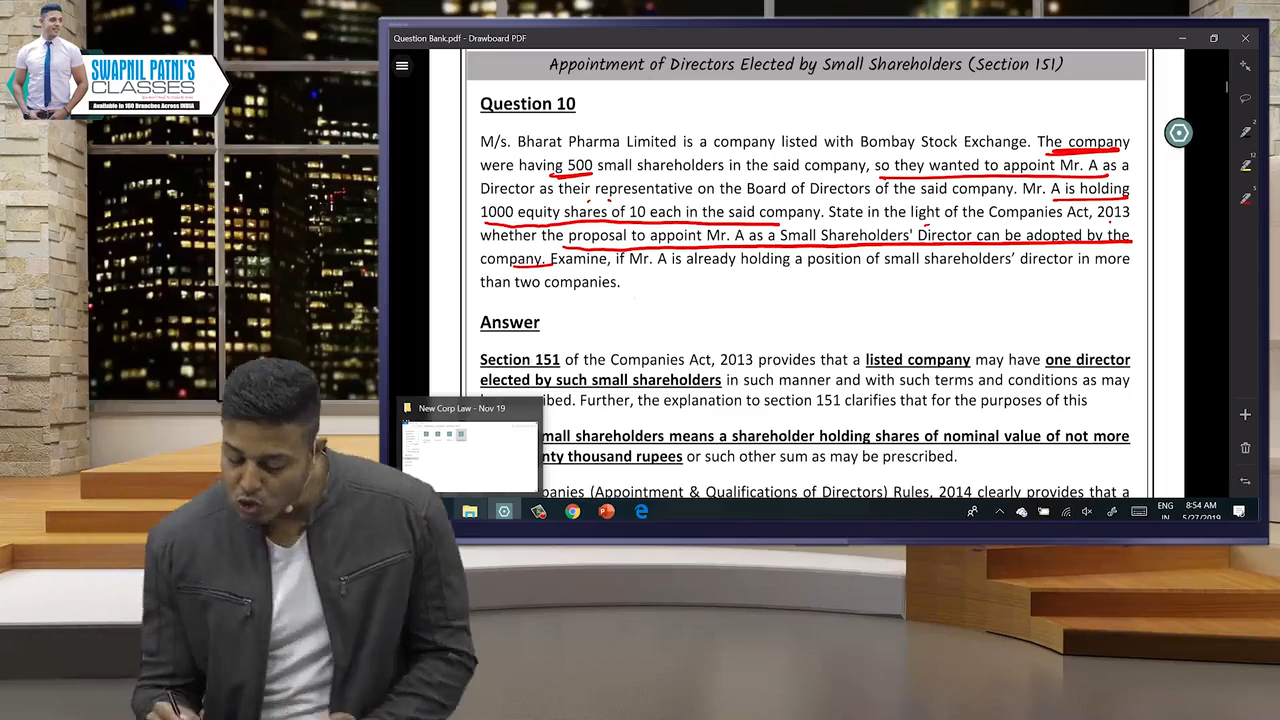 SWAPNIL PATNI'S
CLASSES
Available in 160 Branches Across INDIA
Question Bank.pdf - Drawboard PDF
Appointment of Directors Elected by Small Shareholders (Section 151)
Question 10
M/s. Bharat Pharma Limited is a company listed with Bombay Stock Exchange. The company
were having 500 small shareholders in the said company, so they wanted to appoint Mr. A as a
Director as their representative on the Board of Directors of the said company. Mr. A is holding
1000 equity shares of 10 each in the said company. State in the light of the Companies Act, 2013
whether the proposal to appoint Mr. A as a Small Shareholders' Director can be adopted by the
company. Examine, if Mr. A is already holding a position of small shareholders' director in more
than two companies.
Answer
Section 151 of the Companies Act, 2013 provides that a listed company may have one director
elected by such small shareholders in such manner and with such terms and conditions as may
Further, the explanation to section 151 clarifies that for the purposes of this
New Corp Law - Nov 19
means a shareholder holding shares of nominal value of not more
thousand rupees or such other sum as may be prescribed.
(Appointment & Qualifications of Directors) Rules, 2014 clearly provides that a
ENG
IN
8:54 AM
5/27/2019